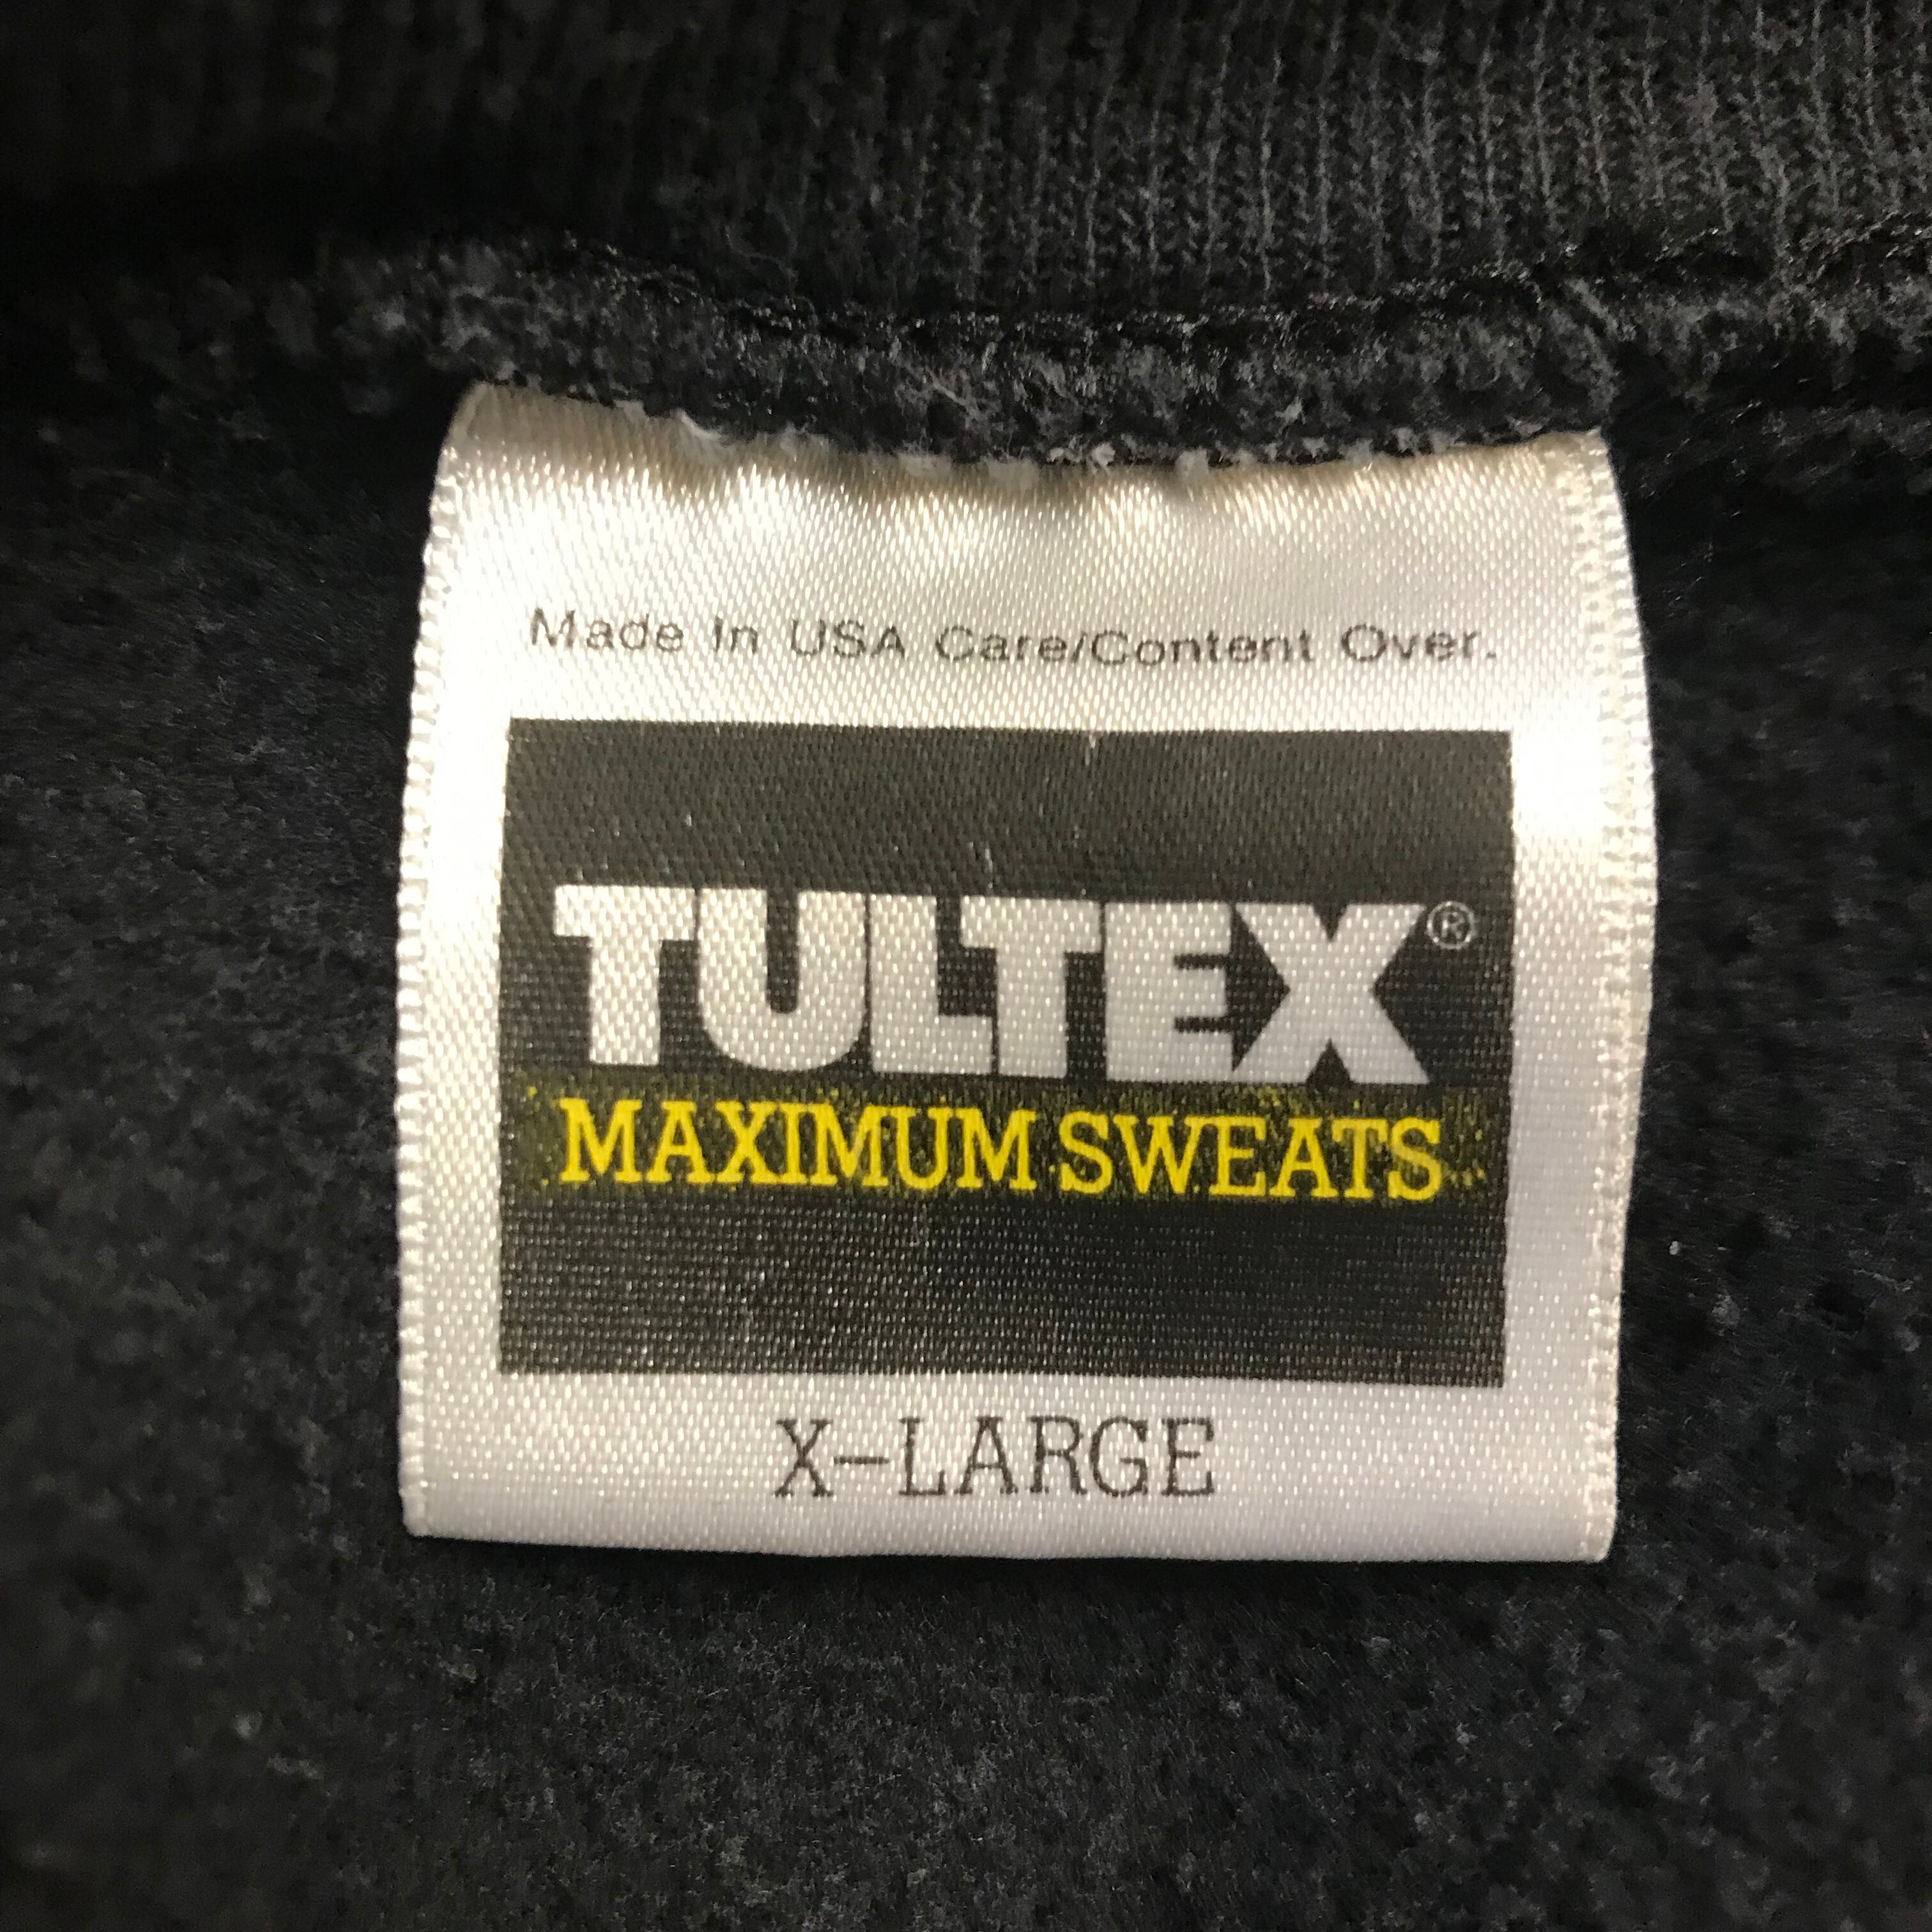 Made In USA Care/Content Over.
TULTEX®
MAXIMUM SWEATS
X-LARGE